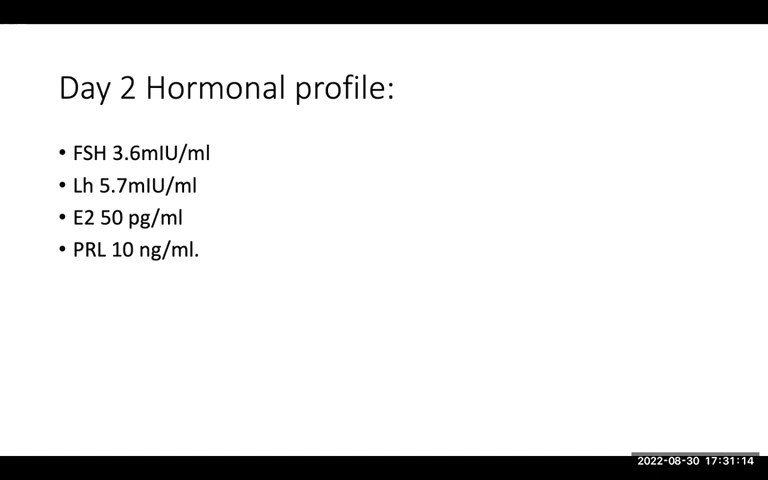 Day 2 Hormonal profile:
• FSH 3.6mIU/ml
• Lh 5.7mIU/ml
• E2 50 pg/ml
• PRL 10 ng/ml.
2022-08-30 17:31:14